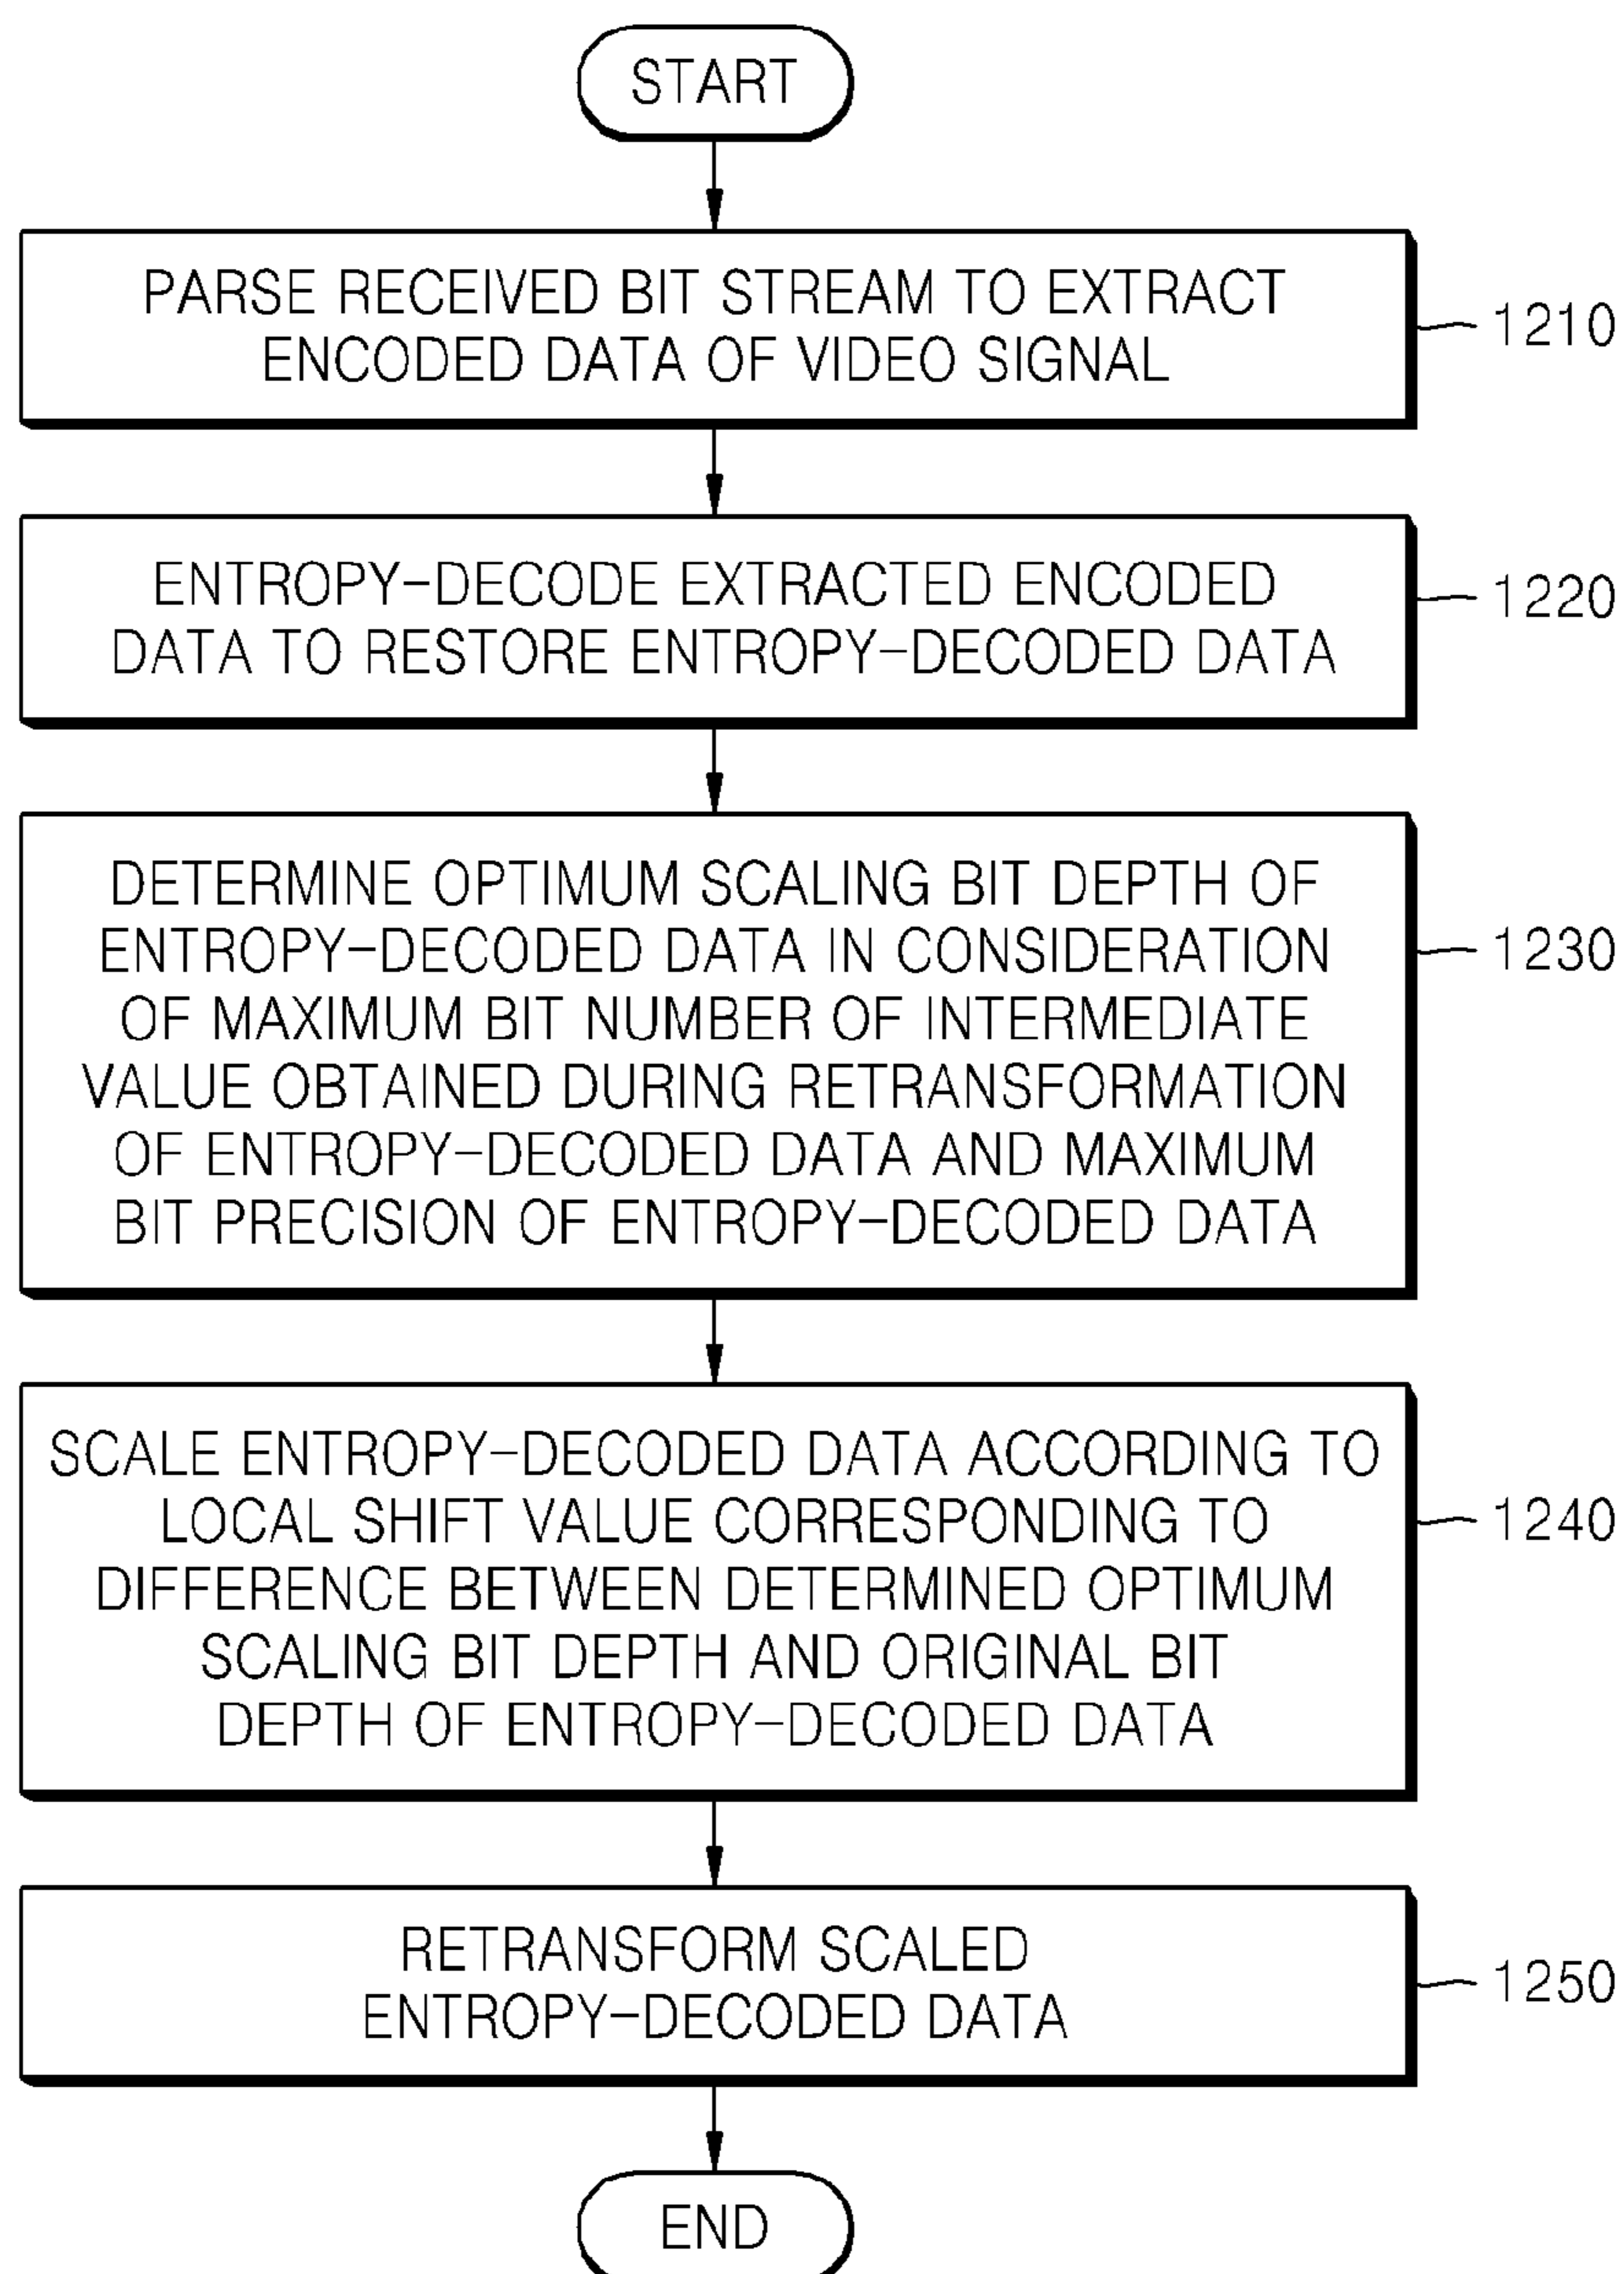 START
PARSE RECEIVED BIT STREAM TO EXTRACT
ENCODED DATA OF VIDEO SIGNAL
1210
ENTROPY-DECODE EXTRACTED ENCODED
DATA TO RESTORE ENTROPY-DECODED DATA
1220
DETERMINE OPTIMUM SCALING BIT DEPTH OF
ENTROPY-DECODED DATA IN CONSIDERATION
OF MAXIMUM BIT NUMBER OF INTERMEDIATE
VALUE OBTAINED DURING RETRANSFORMATION
OF ENTROPY-DECODED DATA AND MAXIMUM
BIT PRECISION OF ENTROPY-DECODED DATA
1230
SCALE ENTROPY-DECODED DATA ACCORDING TO
LOCAL SHIFT VALUE CORRESPONDING TO
DIFFERENCE BETWEEN DETERMINED OPTIMUM
SCALING BIT DEPTH AND ORIGINAL BIT
DEPTH OF ENTROPY-DECODED DATA
1240
RETRANSFORM SCALED
ENTROPY-DECODED DATA
1250
END